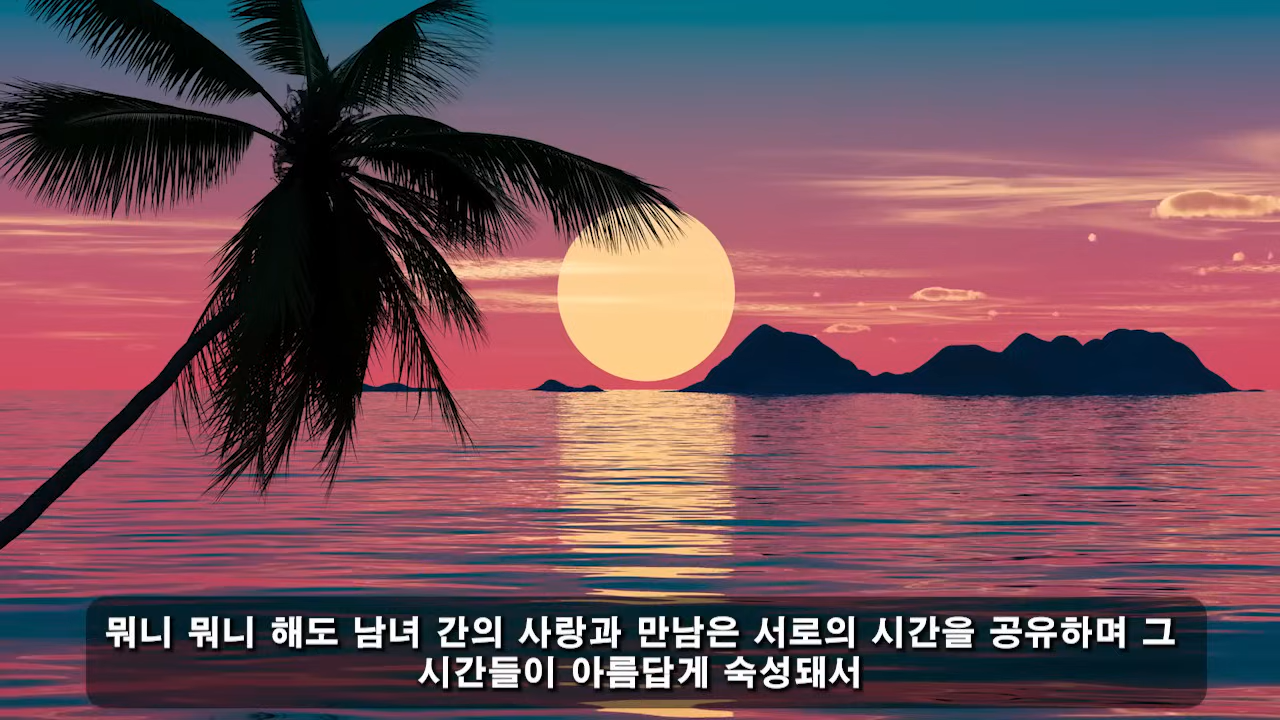 뭐니 뭐니 해도 남녀 간의 사랑과 만남은 서로의 시간을 공유하며 그
시간들이 아름답게 숙성돼서